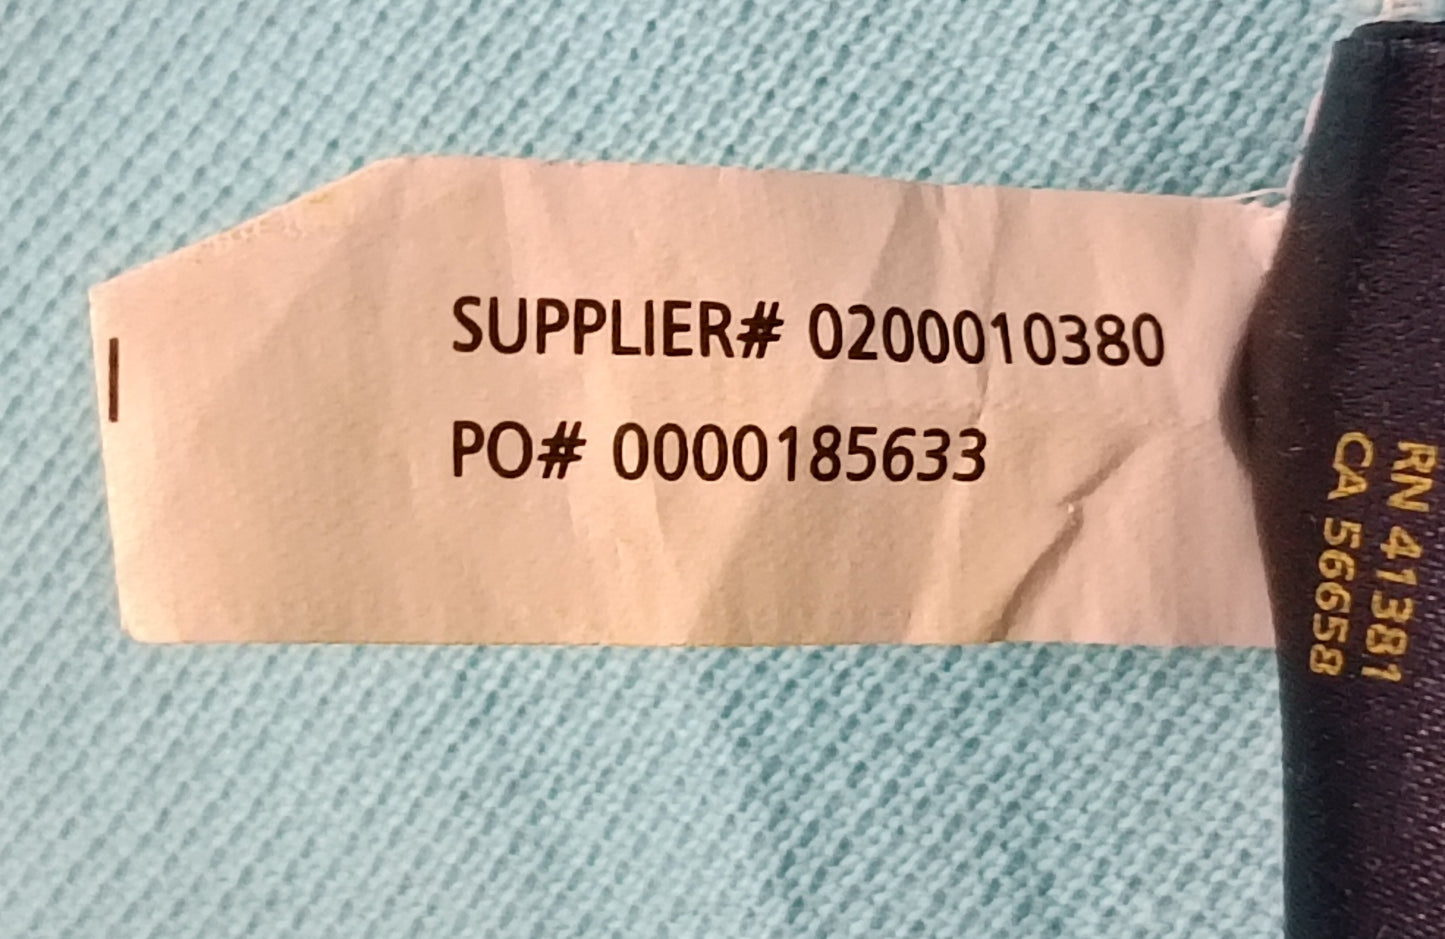 SUPPLIER# 0200010380
PO# 0000185633
RN 41381
CA 56658